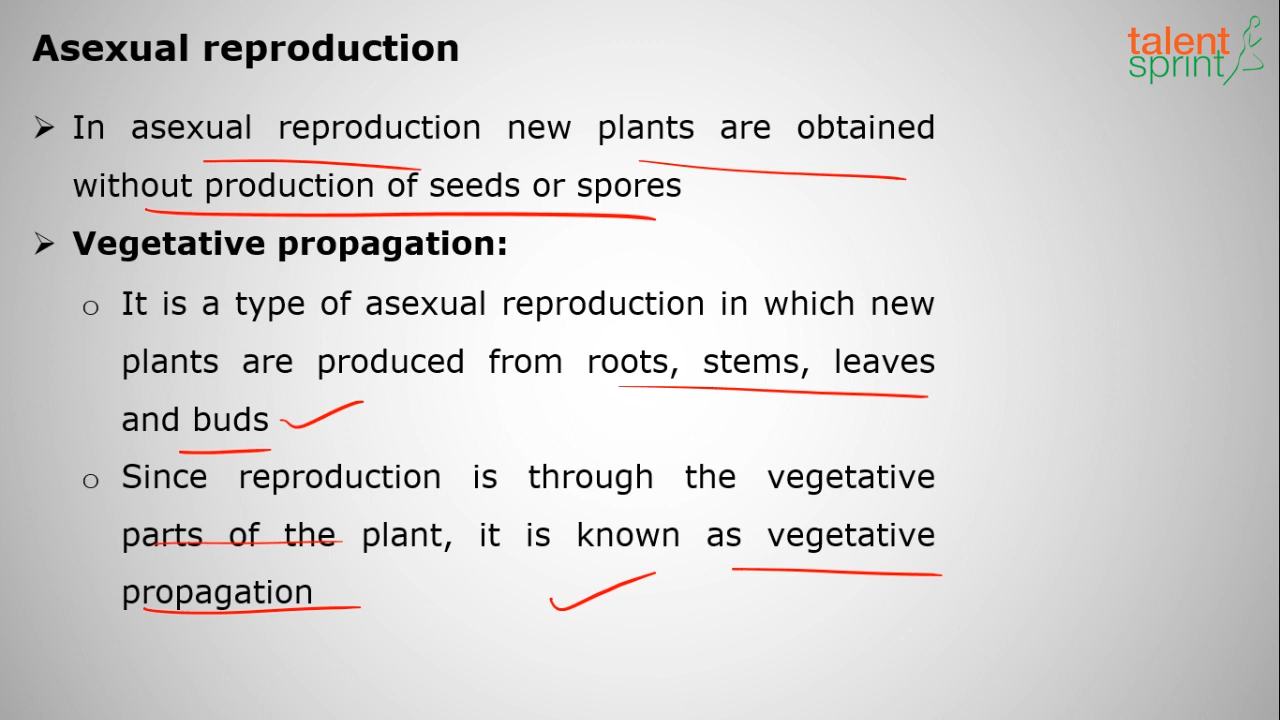 Asexual reproduction
talent
sprint
➢ In asexual reproduction new plants are obtained
without production of seeds or spores
➢ Vegetative propagation:
o It is a type of asexual reproduction in which new
plants are produced from roots, stems, leaves
and buds
o Since reproduction is through the vegetative
parts of the plant, it is known as vegetative
propagation